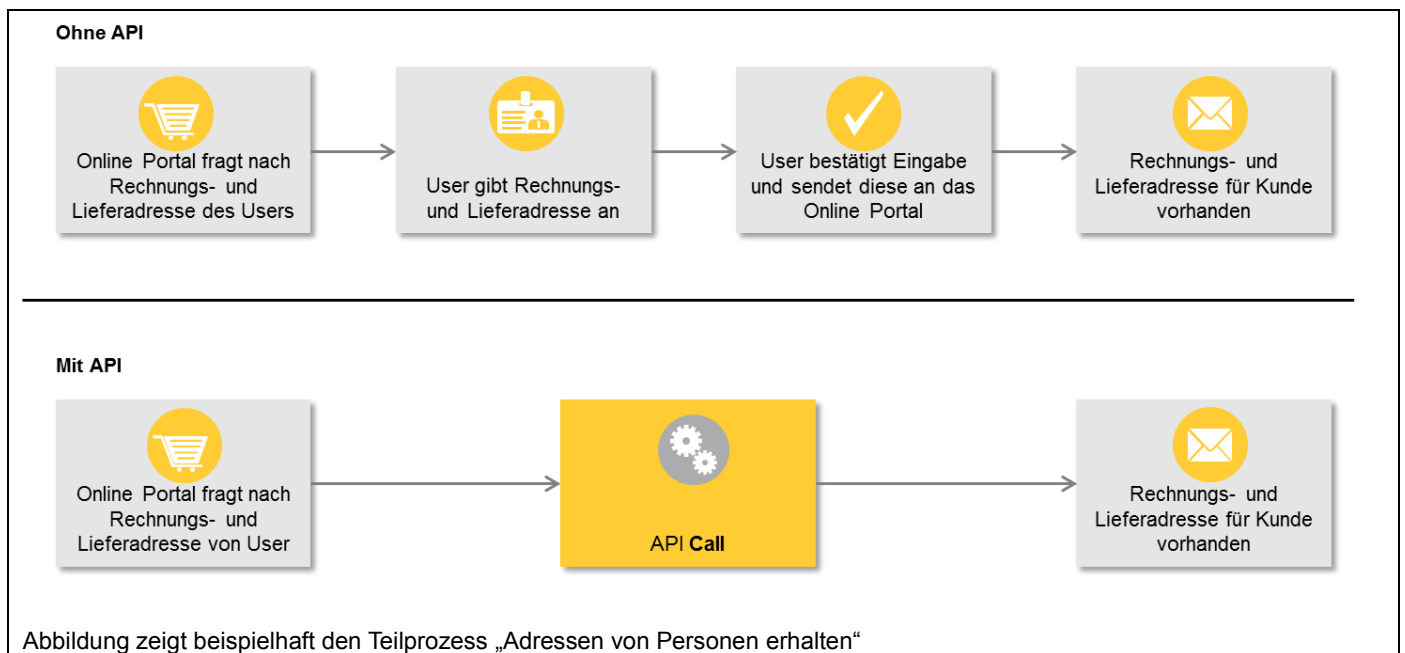 Ohne API
Online Portal fragt nach
Rechnungs- und
Lieferadresse des Users
User gibt Rechnungs-
und Lieferadresse an
User bestätigt Eingabe
und sendet diese an das
Online Portal
Rechnungs- und
Lieferadresse für Kunde
vorhanden
Mit API
Online Portal fragt nach
Rechnungs- und
Lieferadresse von User
API Call
Rechnungs- und
Lieferadresse für Kunde
vorhanden
Abbildung zeigt beispielhaft den Teilprozess „Adressen von Personen erhalten“